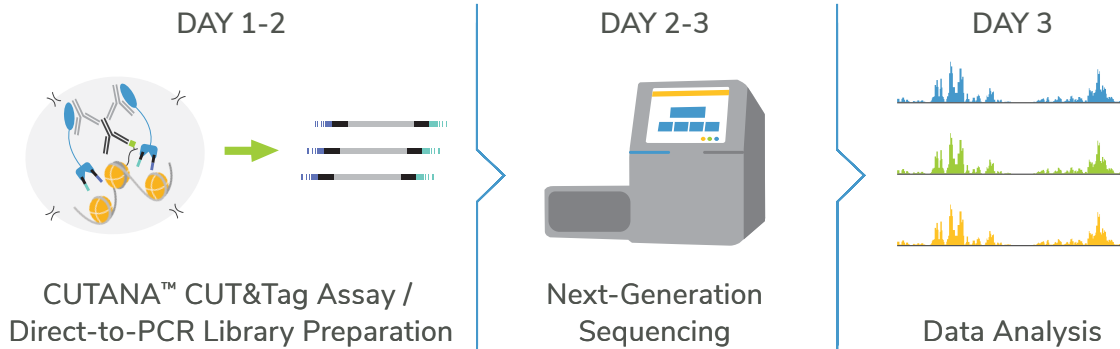 DAY 1-2
CUTANA™ CUT&Tag Assay /
Direct-to-PCR Library Preparation
DAY 2-3
Next-Generation
Sequencing
DAY 3
Data Analysis